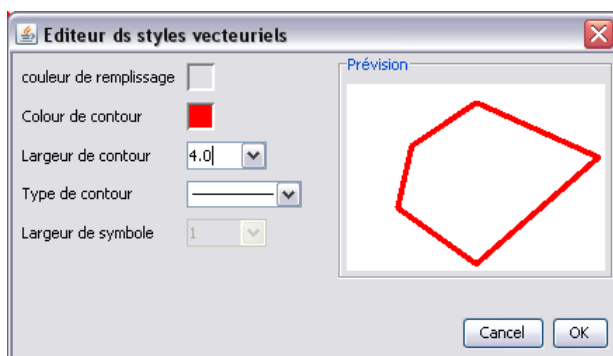 Editeur ds styles vecteuriels
couleur de remplissage
Colour de contour
Largeur de contour 4.0
Type de contour
Largeur de symbole 1
Prévision
Cancel OK